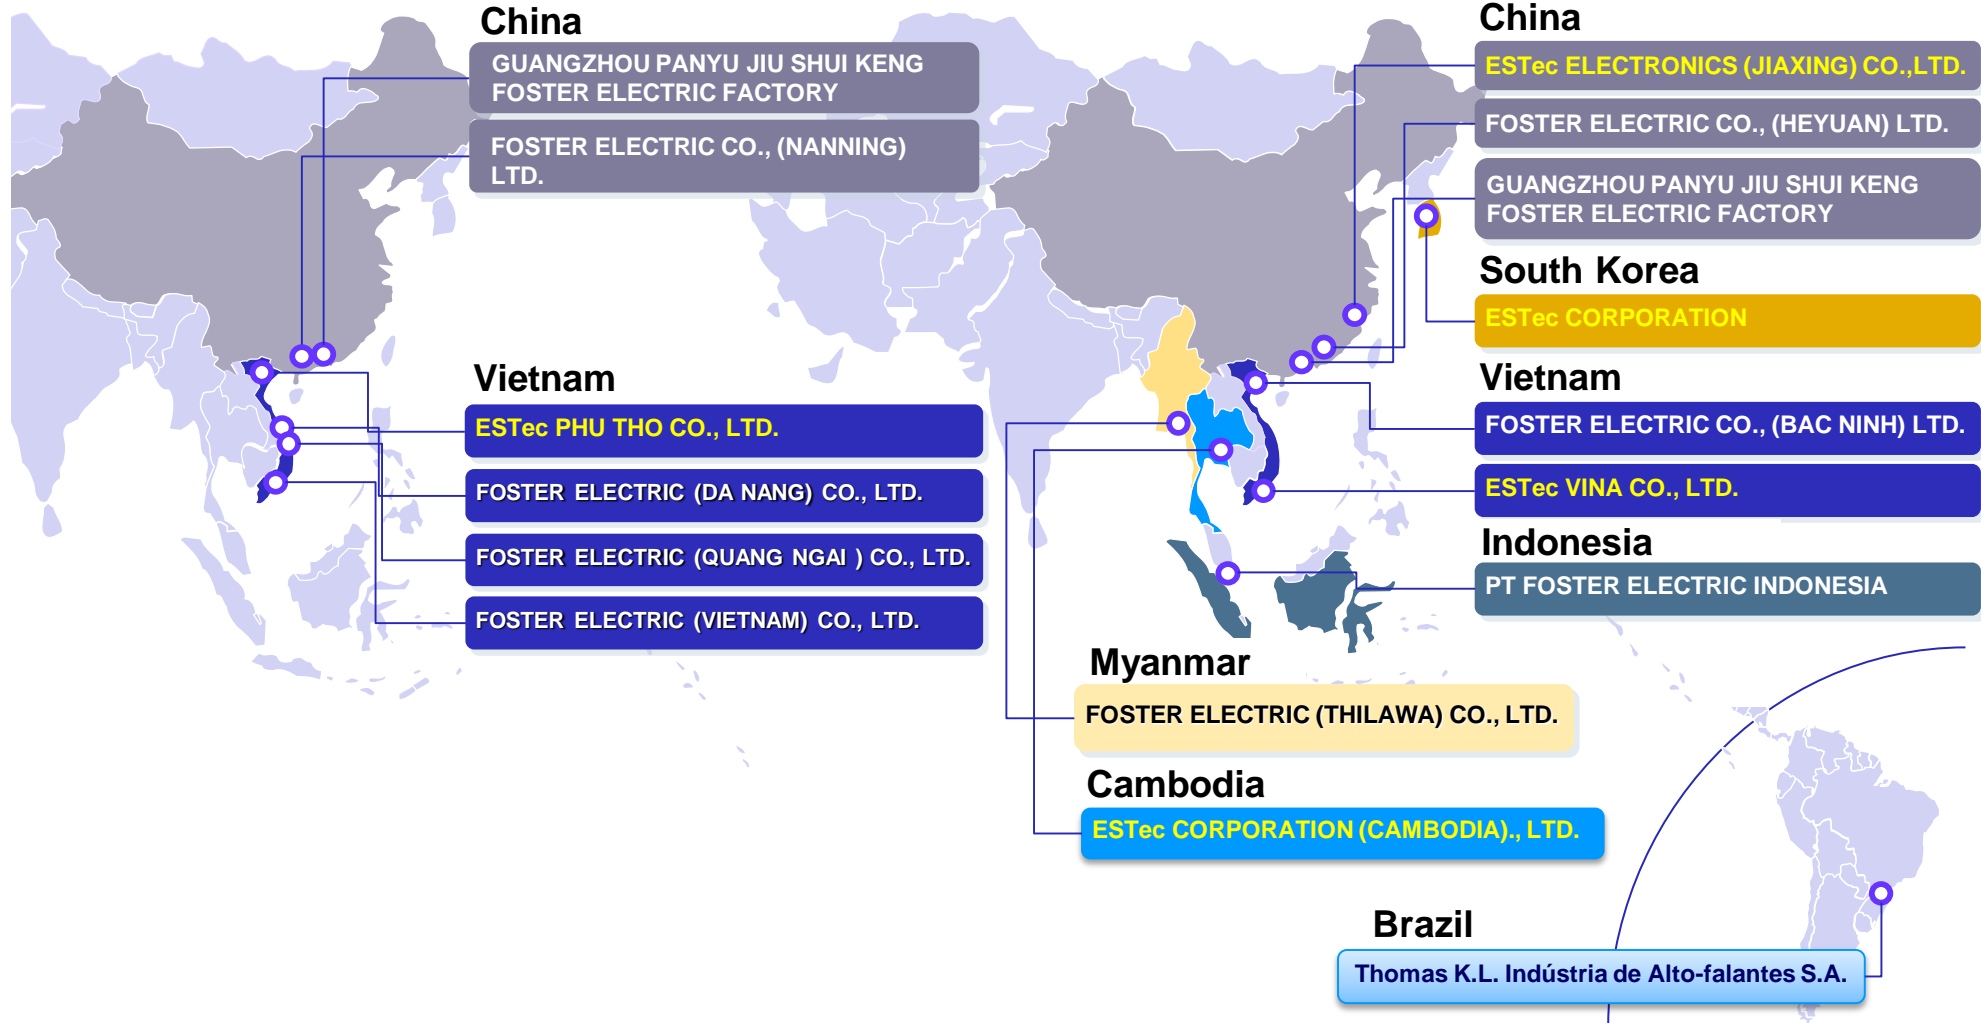 China
GUANGZHOU PANYU JIU SHUI KENG
FOSTER ELECTRIC FACTORY
FOSTER ELECTRIC CO., (NANNING)
LTD.
Vietnam
ESTec PHU THO CO., LTD.
FOSTER ELECTRIC (DA NANG) CO., LTD.
FOSTER ELECTRIC (QUANG NGAI ) CO., LTD.
FOSTER ELECTRIC (VIETNAM) CO., LTD.
China
ESTec ELECTRONICS (JIAXING) CO.,LTD.
FOSTER ELECTRIC CO., (HEYUAN) LTD.
GUANGZHOU PANYU JIU SHUI KENG
FOSTER ELECTRIC FACTORY
South Korea
ESTec CORPORATION
Vietnam
FOSTER ELECTRIC CO., (BAC NINH) LTD.
ESTec VINA CO., LTD.
Indonesia
PT FOSTER ELECTRIC INDONESIA
Myanmar
FOSTER ELECTRIC (THILAWA) CO., LTD.
Cambodia
ESTec CORPORATION (CAMBODIA)., LTD.
Brazil
Thomas K.L. Indústria de Alto-falantes S.A.